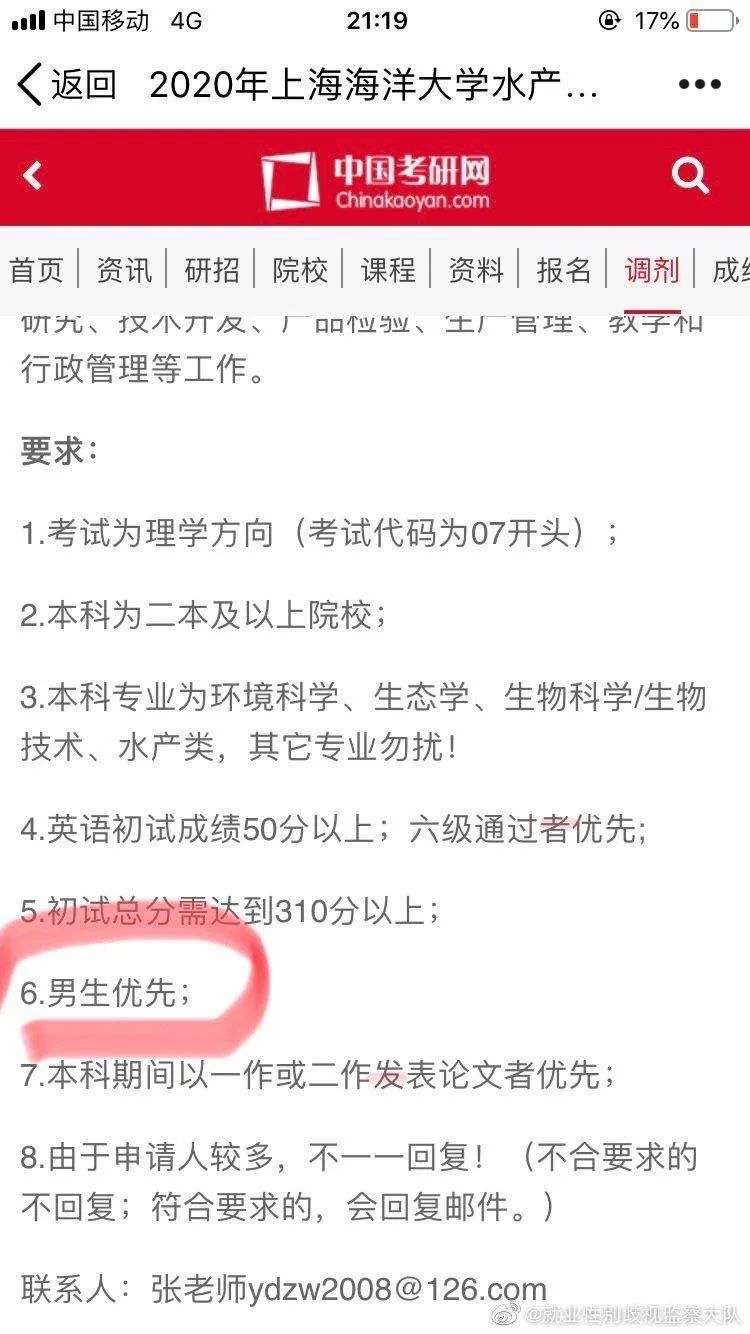 中国移动 4G 21:19 17%
返回 2020年上海海洋大学水产...
中国考研网
Chinakaoyan.com
首页 资讯 研招 院校 课程 资料 报名 调剂 成绩
研究、技术开发、产品检验、生产管理、教学和
行政管理等工作。
要求：
1.考试为理学方向（考试代码为07开头）；
2.本科为二本及以上院校；
3.本科专业为环境科学、生态学、生物科学/生物
技术、水产类，其它专业勿扰！
4.英语初试成绩50分以上；六级通过者优先;
5.初试总分需达到310分以上；
6.男生优先；
7.本科期间以一作或二作发表论文者优先；
8.由于申请人较多，不一一回复！（不合要求的
不回复；符合要求的，会回复邮件。）
联系人：张老师ydzw2008@126.com
@就业性别歧视监察大队